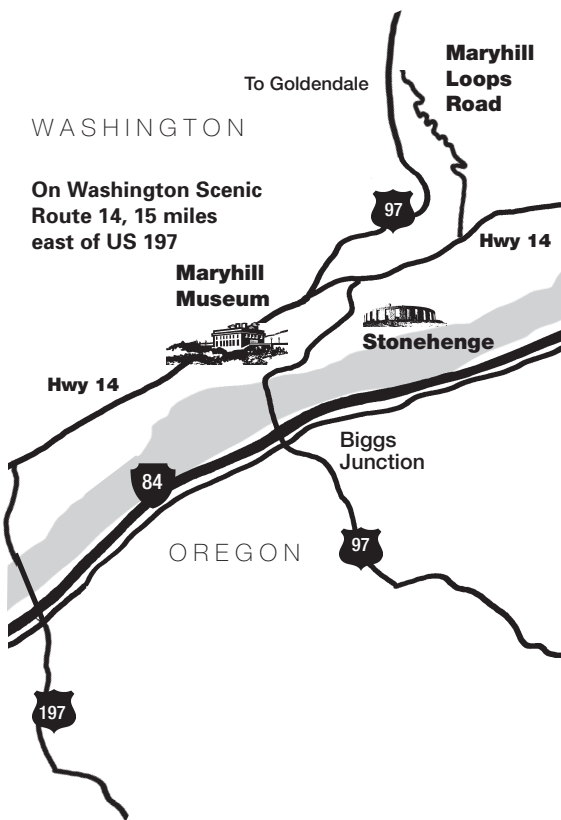 Maryhill
Loops
Road
To Goldendale
WASHINGTON
On Washington Scenic
Route 14, 15 miles
east of US 197
97
Hwy 14
Maryhill
Museum
Stonehenge
Hwy 14
Biggs
Junction
84
OREGON
97
197